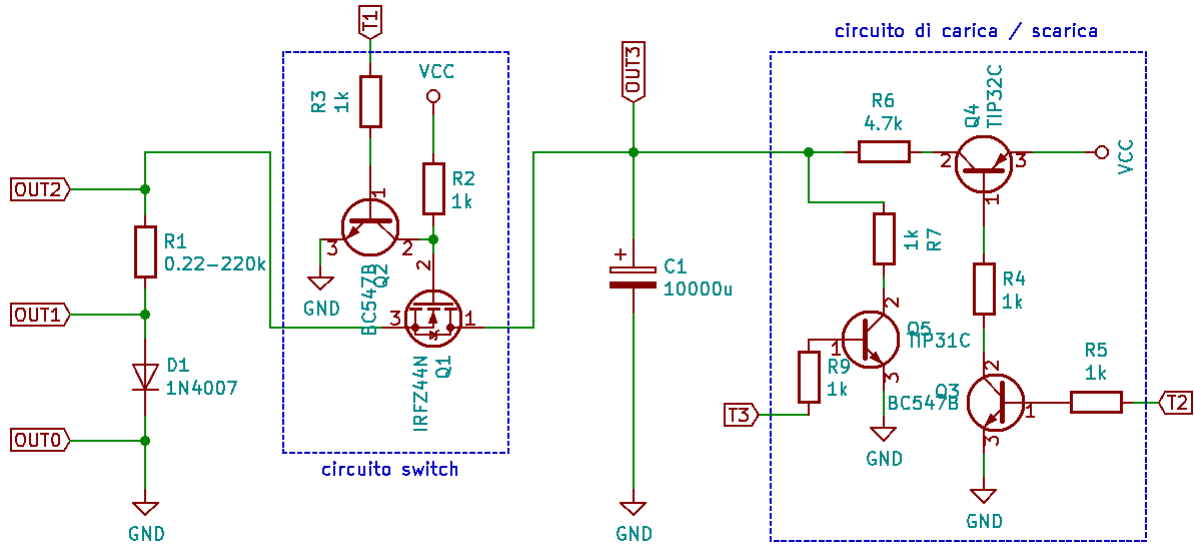 circuito di carica / scarica
T1
OUT3
VCC
R3
1k
R2
1k
R6
4.7k
Q4
TIP32C
2
3
1
VCC
OUT2
R1
0.22-220k
1
3
2
GND
BC547B
Q2
2
3
1
IRFZ44N
Q1
C1
10000u
+
1k
R7
R4
1k
2
Q5
TIP31C
1
3
R9
1k
OUT1
D1
1N4007
OUT0
GND
circuito switch
GND
T3
GND
2
Q3
BC547B
1
3
R5
1k
T2
GND